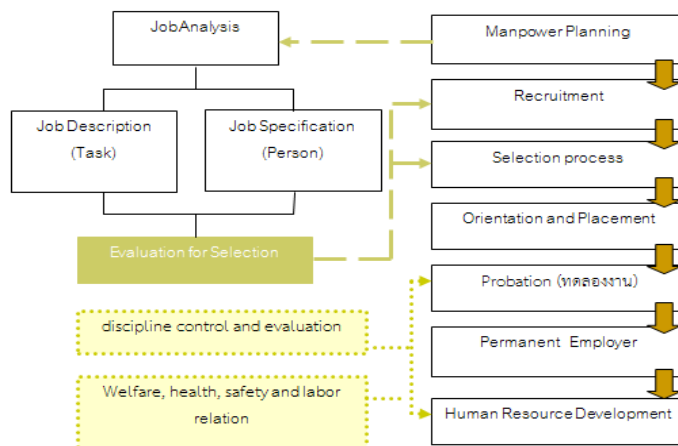 JobAnalysis
Job Description
(Task)
Job Specification
(Person)
Evaluation for Selection
discipline control and evaluation
Welfare, health, safety and labor
relation
Manpower Planning
Recruitment
Selection process
Orientation and Placement
Probation (ทดลองงาน)
Permanent Employer
Human Resource Development